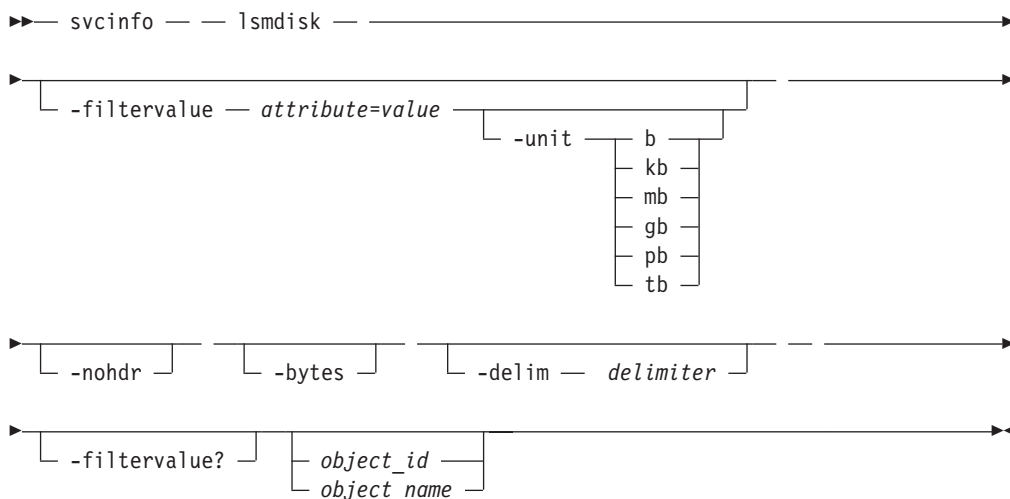 svcinfo lsmdisk
-filtervalue attribute=value
-unit b
kb
mb
gb
pb
tb
-nohdr -bytes -delim delimiter
-filtervalue? object_id
object_name